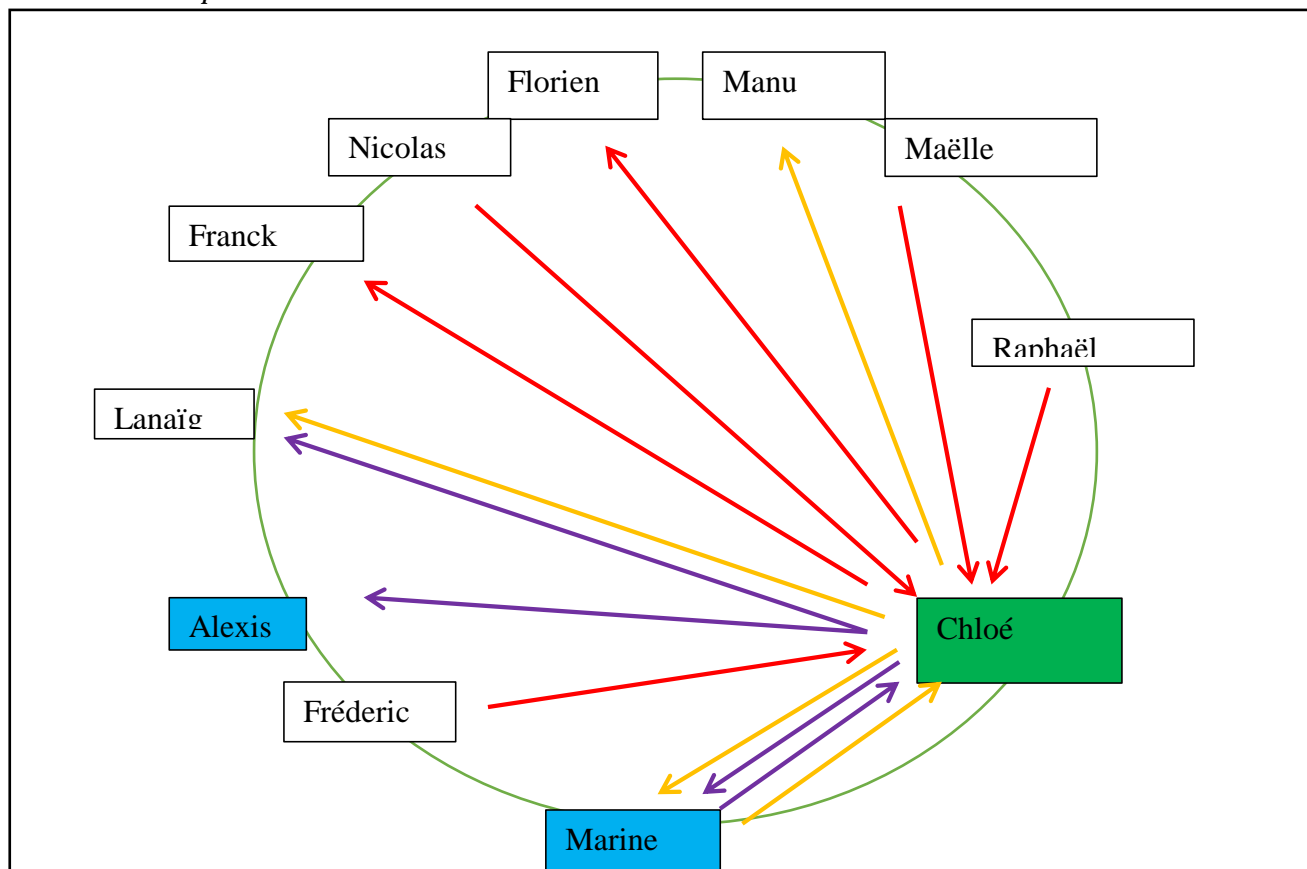 Florien
Manu
Nicolas
Maëlle
Franck
Raphaël
Lanaïg
Alexis
Chloé
Fréderic
Marine